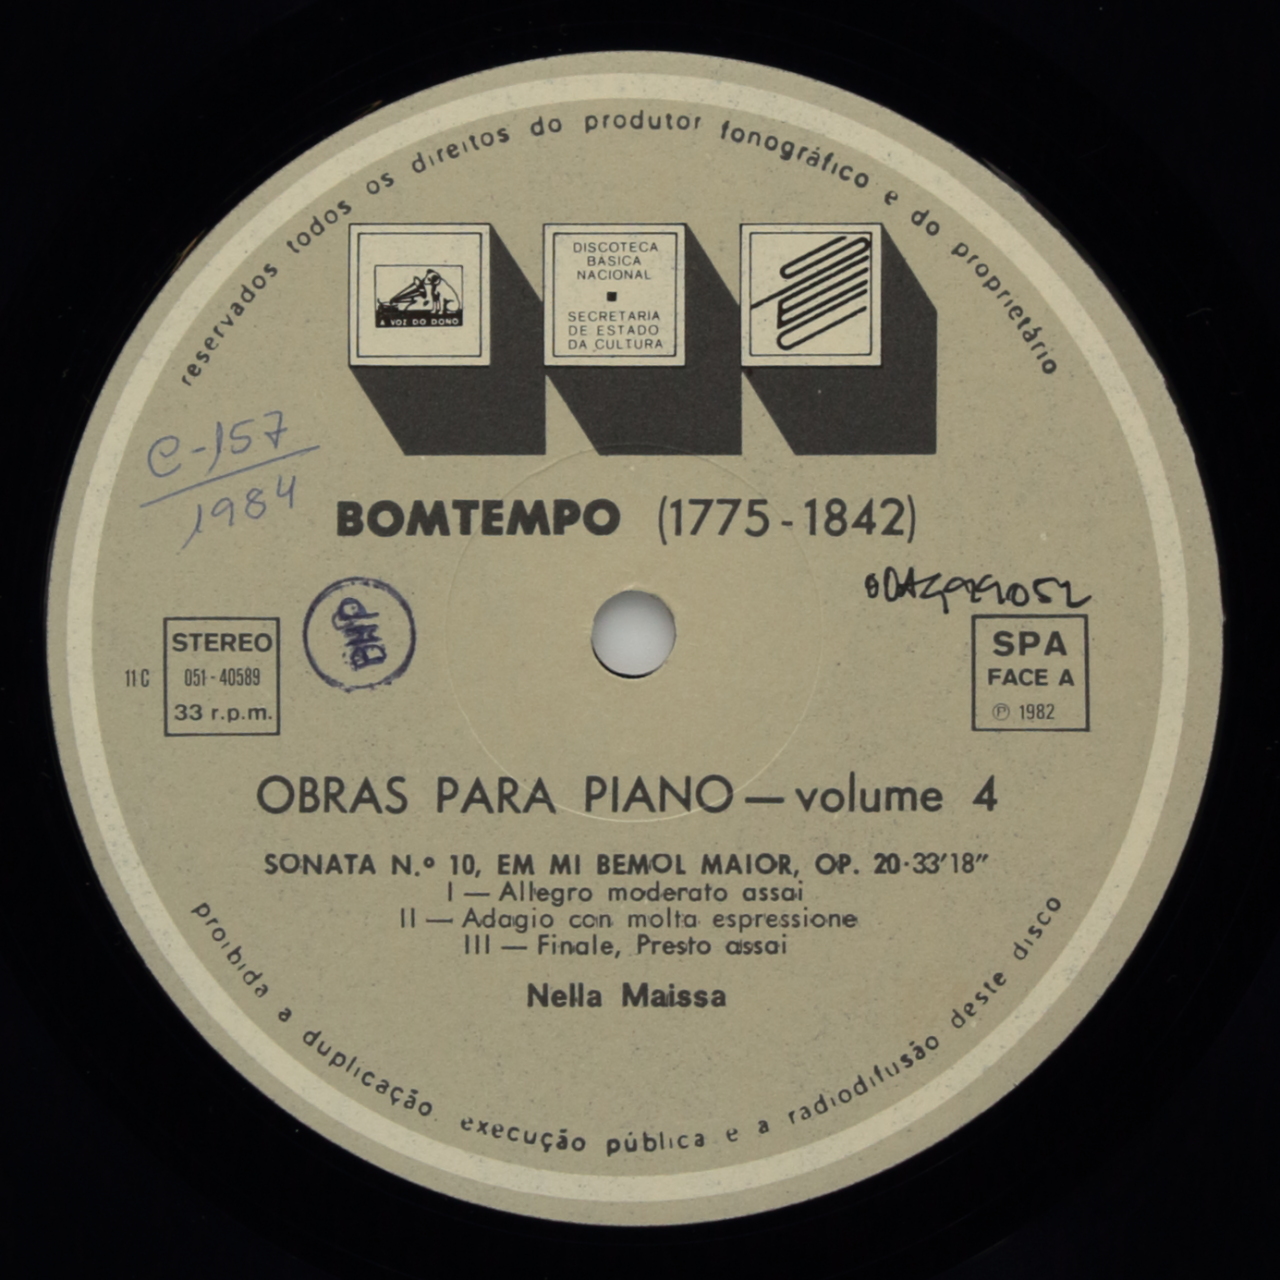 reservados todos os direitos do produtor fonográfico e do proprietário
A VOZ DO DONO
DISCOTECA
BÁSICA
NACIONAL
SECRETARIA
DE ESTADO
DA CULTURA
C-157
1984
BOMTEMPO (1775-1842)
BMP
STEREO
11 C 051-40589
33 r.p.m.
SPA
FACE A
℗ 1982
OBRAS PARA PIANO — volume 4
SONATA N.º 10, EM MI BEMOL MAIOR, OP. 20·33'18"
I — Allegro moderato assai
II — Adagio con molta espressione
III — Finale, Presto assai
Nella Maissa
proibida a duplicação execução pública e a radiodifusão deste disco